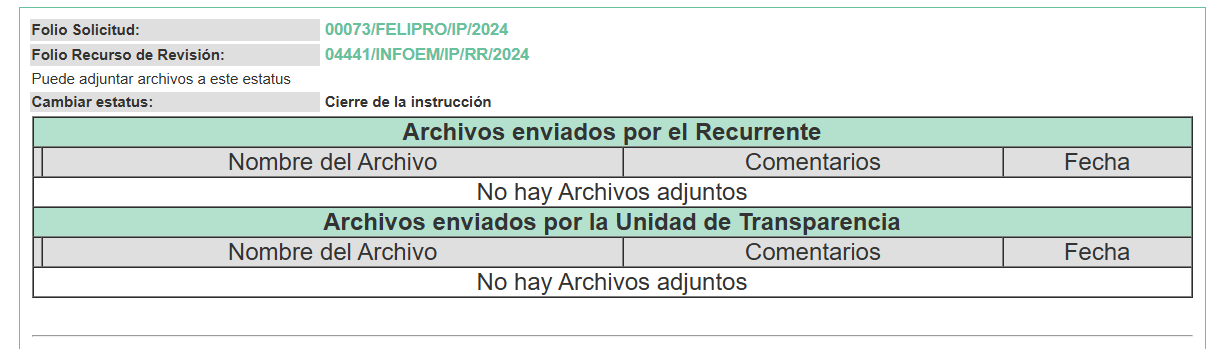 Folio Solicitud: 00073/FELIPRO/IP/2024
Folio Recurso de Revisión: 04441/INFOEM/IP/RR/2024
Puede adjuntar archivos a este estatus
Cambiar estatus: Cierre de la instrucción
Archivos enviados por el Recurrente
Nombre del Archivo Comentarios Fecha
No hay Archivos adjuntos
Archivos enviados por la Unidad de Transparencia
Nombre del Archivo Comentarios Fecha
No hay Archivos adjuntos